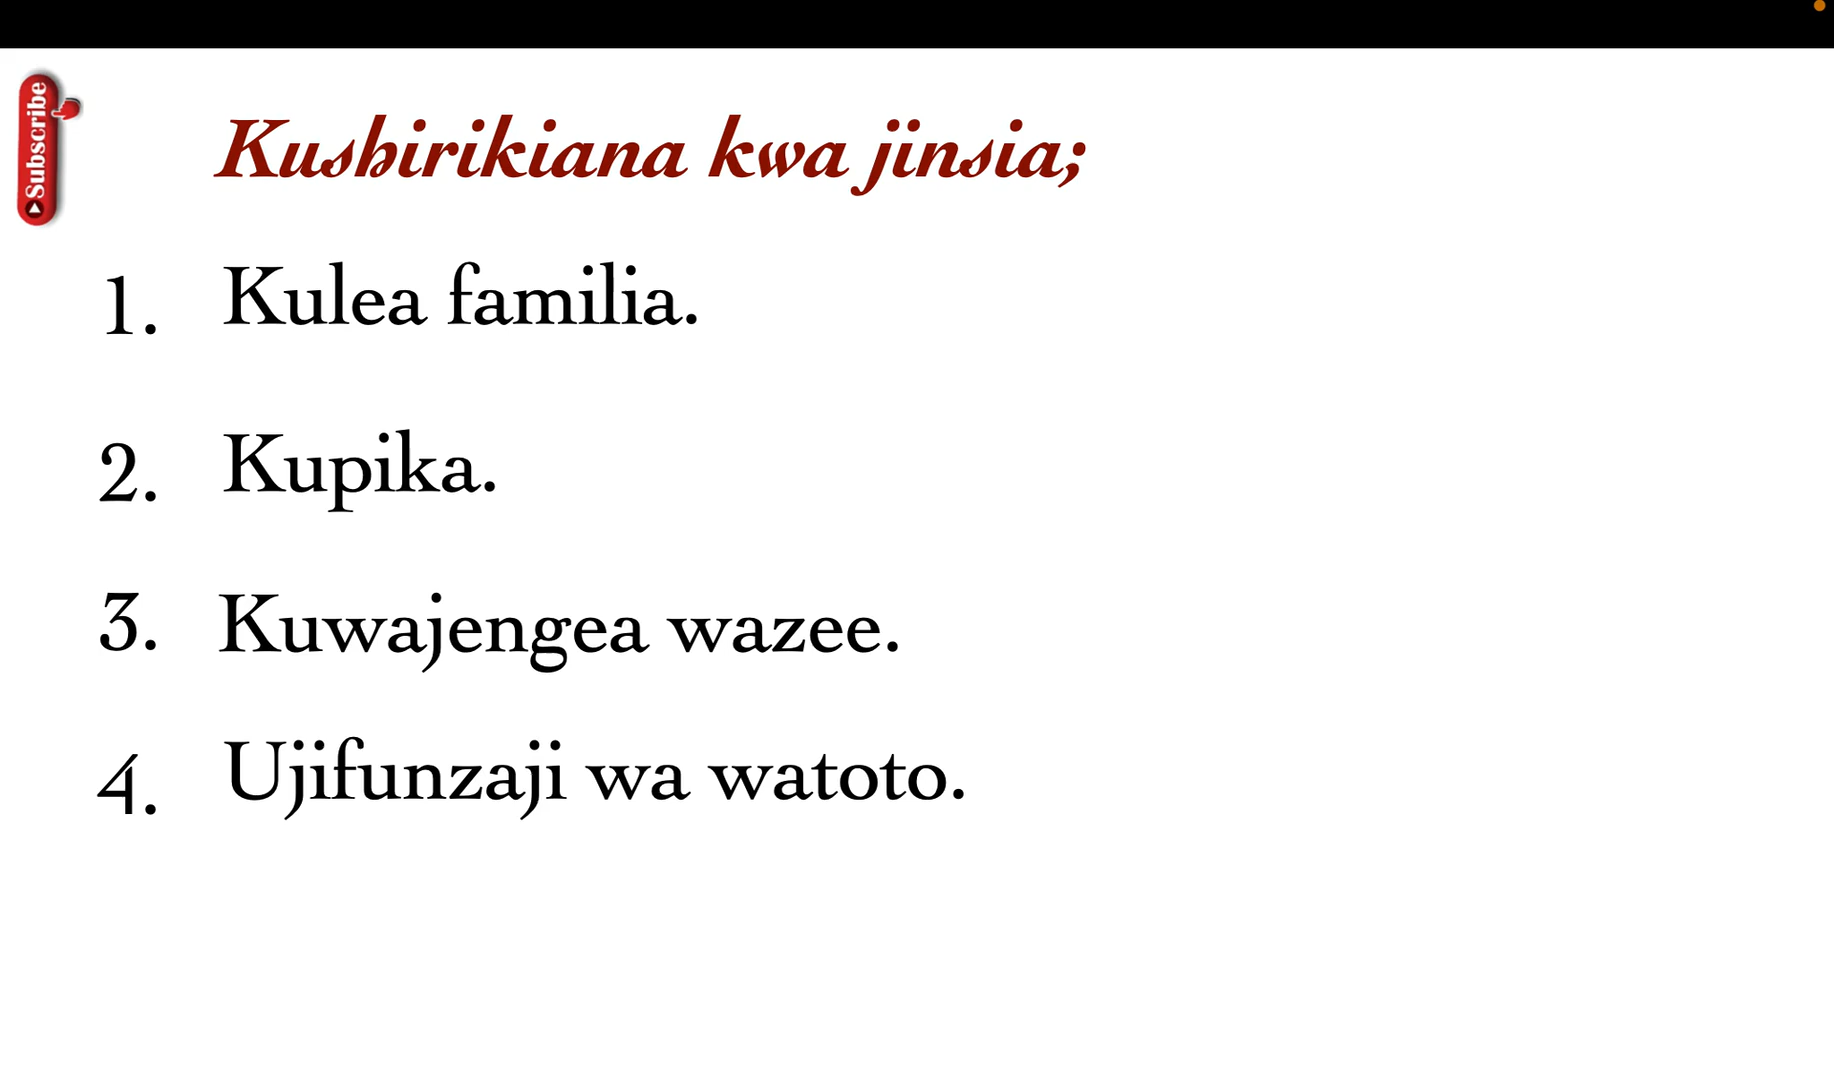 Subscribe
Kushirikiana kwa jinsia;
1. Kulea familia.
2. Kupika.
3. Kuwajengea wazee.
4. Ujifunzaji wa watoto.